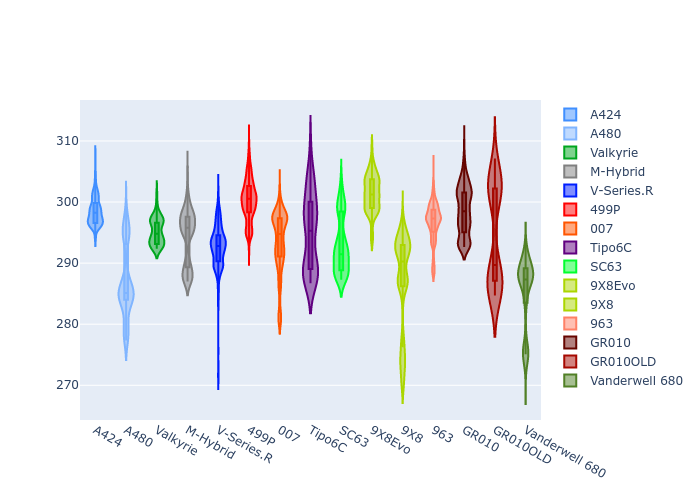 310
300
290
280
270
A424
A480
Valkyrie
M-Hybrid
V-Series.R
499P
007
Tipo6C
SC63
9X8Evo
9X8
963
GR010
GR010OLD
Vanderwell 680
A424
A480
Valkyrie
M-Hybrid
V-Series.R
499P
007
Tipo6C
SC63
9X8Evo
9X8
963
GR010
GR010OLD
Vanderwell 680